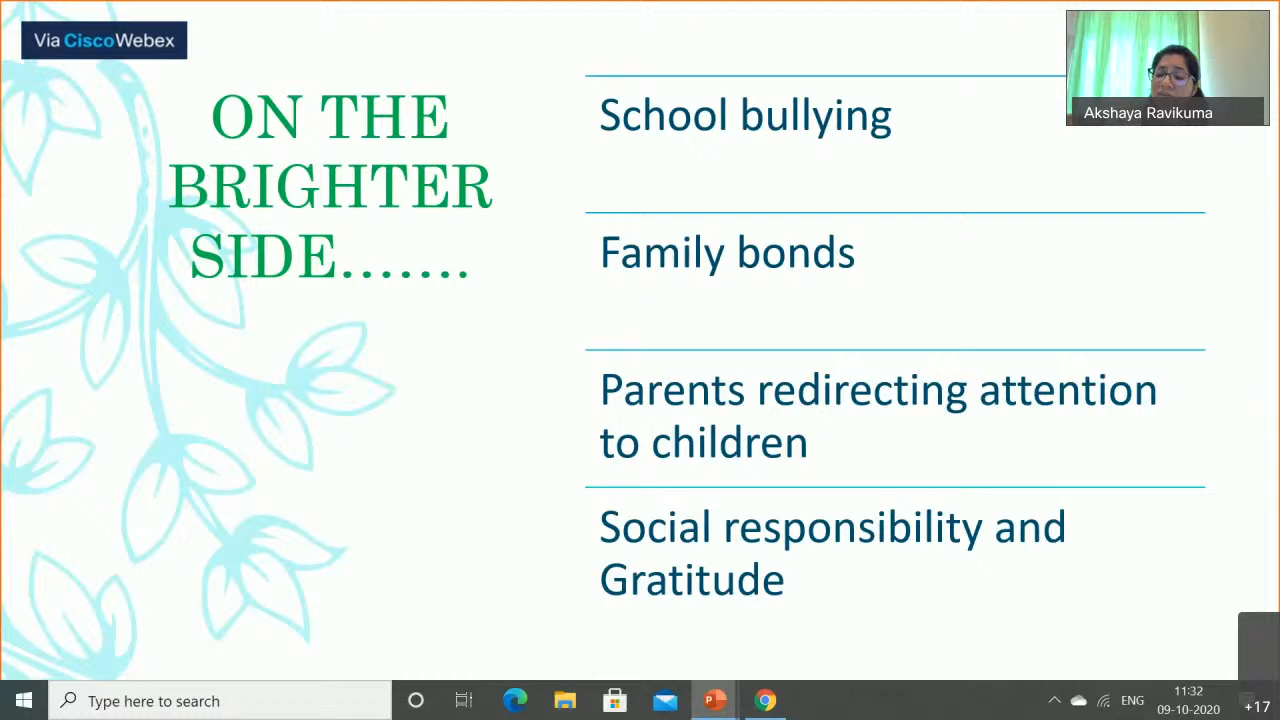 Via CiscoWebex
ON THE
BRIGHTER
SIDE.......
School bullying
Family bonds
Parents redirecting attention
to children
Social responsibility and
Gratitude
Akshaya Ravikuma
Type here to search
ENG
11:32
09-10-2020
+17